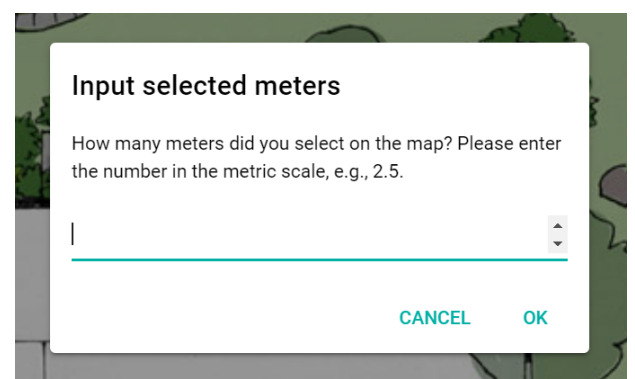 Input selected meters
How many meters did you select on the map? Please enter
the number in the metric scale, e.g., 2.5.
CANCEL OK